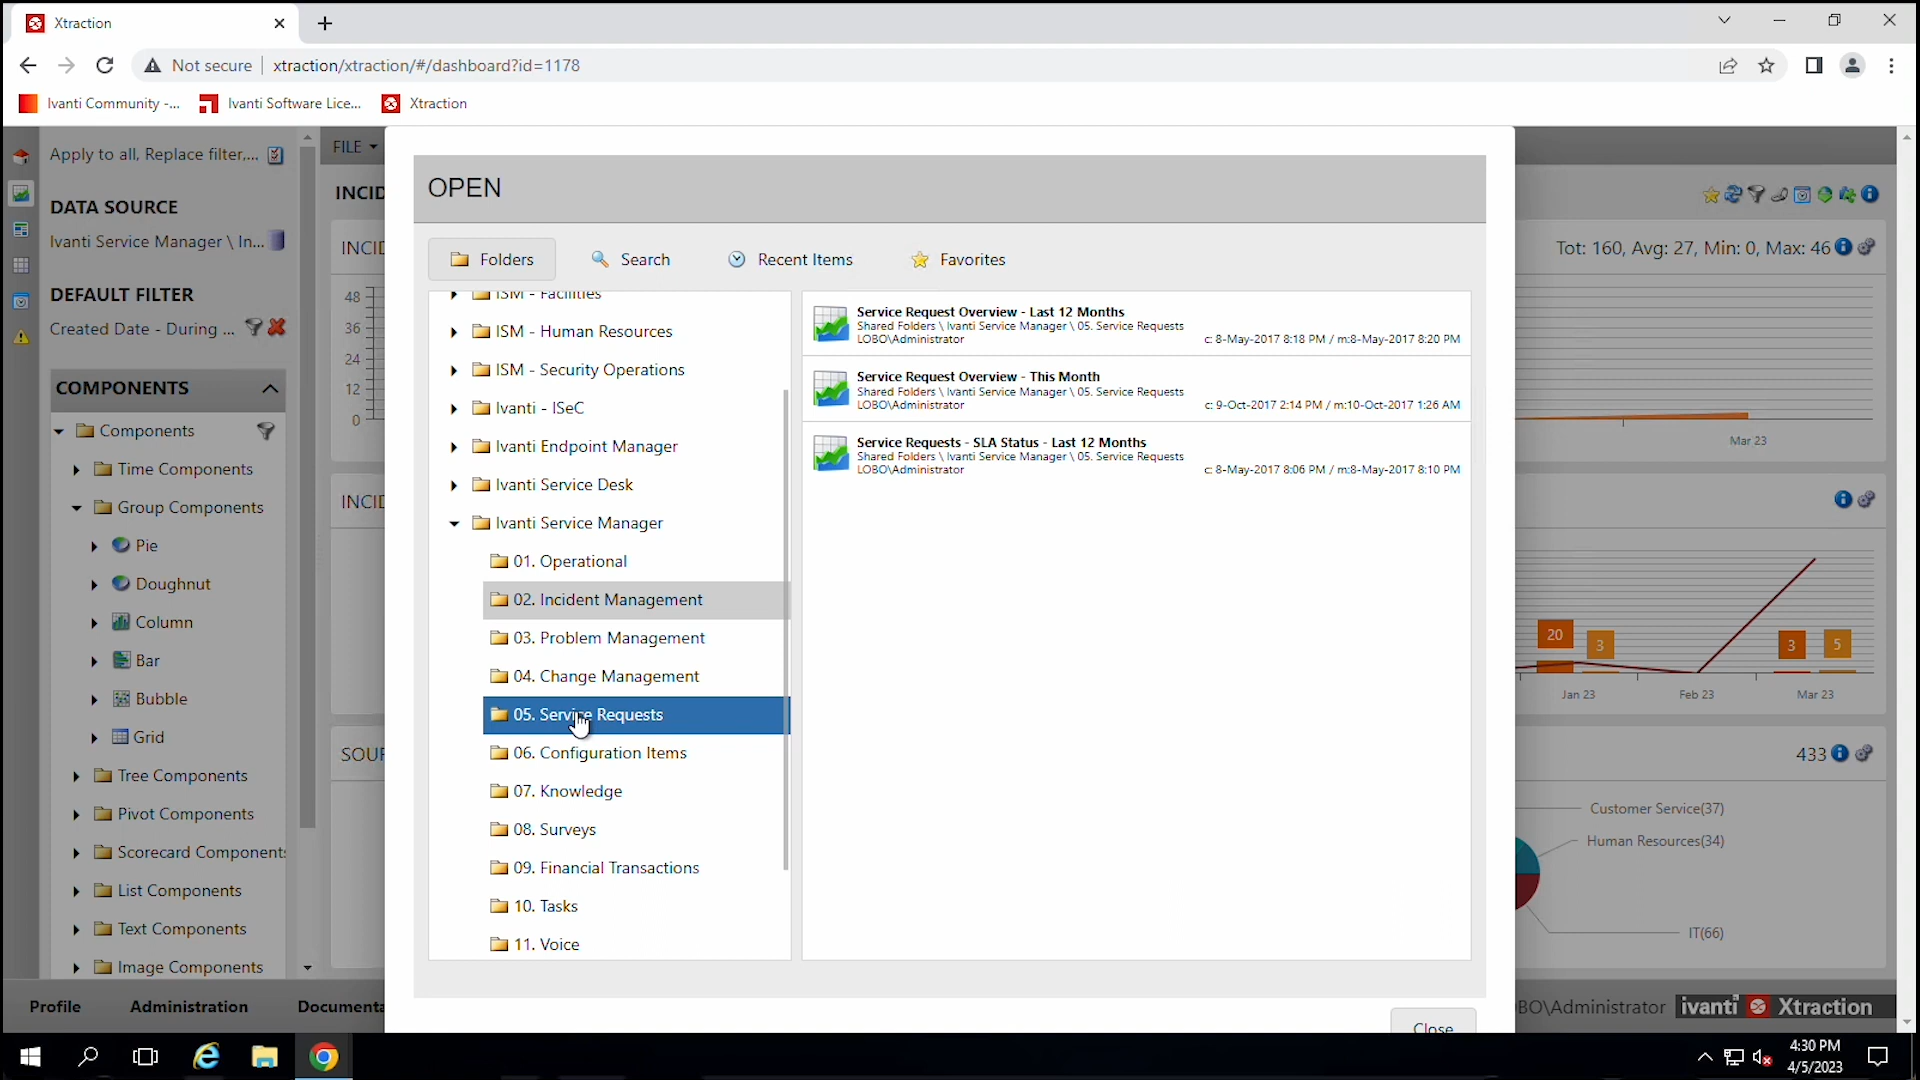 Xtraction
Not secure
xtraction/xtraction/#/dashboard?id=1178
Ivanti Community -...
Ivanti Software Lice...
Xtraction
Apply to all, Replace filter,...
DATA SOURCE
Ivanti Service Manager \ In...
DEFAULT FILTER
Created Date - During ...
COMPONENTS
Components
Time Components
Group Components
Pie
Doughnut
Column
Bar
Bubble
Grid
Tree Components
Pivot Components
Scorecard Components
List Components
Text Components
Image Components
FILE
INCID
INCID
48
36
24
12
0
INCID
SOUR
OPEN
Folders
Search
Recent Items
Favorites
ISM - Facilities
ISM - Human Resources
ISM - Security Operations
Ivanti - ISeC
Ivanti Endpoint Manager
Ivanti Service Desk
Ivanti Service Manager
01. Operational
02. Incident Management
03. Problem Management
04. Change Management
05. Service Requests
06. Configuration Items
07. Knowledge
08. Surveys
09. Financial Transactions
10. Tasks
11. Voice
Service Request Overview - Last 12 Months
Shared Folders \ Ivanti Service Manager \ 05. Service Requests
LOBO\Administrator
c: 8-May-2017 8:18 PM / m:8-May-2017 8:20 PM
Service Request Overview - This Month
Shared Folders \ Ivanti Service Manager \ 05. Service Requests
LOBO\Administrator
c: 9-Oct-2017 2:14 PM / m:10-Oct-2017 1:26 AM
Service Requests - SLA Status - Last 12 Months
Shared Folders \ Ivanti Service Manager \ 05. Service Requests
LOBO\Administrator
c: 8-May-2017 8:06 PM / m:8-May-2017 8:10 PM
Close
Tot: 160, Avg: 27, Min: 0, Max: 46
Mar 23
20
3
3
5
Jan 23
Feb 23
Mar 23
433
Customer Service(37)
Human Resources(34)
IT(66)
Profile
Administration
Documenta
OBO\Administrator
ivanti Xtraction
4:30 PM
4/5/2023